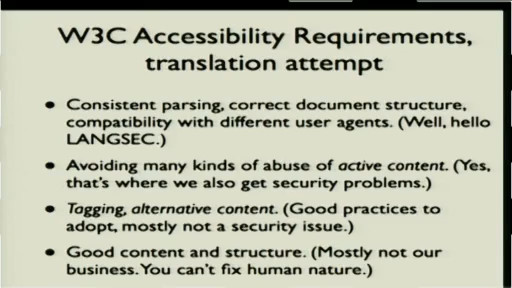 W3C Accessibility Requirements,
translation attempt
• Consistent parsing, correct document structure,
compatibility with different user agents. (Well, hello
LANGSEC.)
• Avoiding many kinds of abuse of active content. (Yes,
that's where we also get security problems.)
• Tagging, alternative content. (Good practices to
adopt, mostly not a security issue.)
• Good content and structure. (Mostly not our
business. You can't fix human nature.)